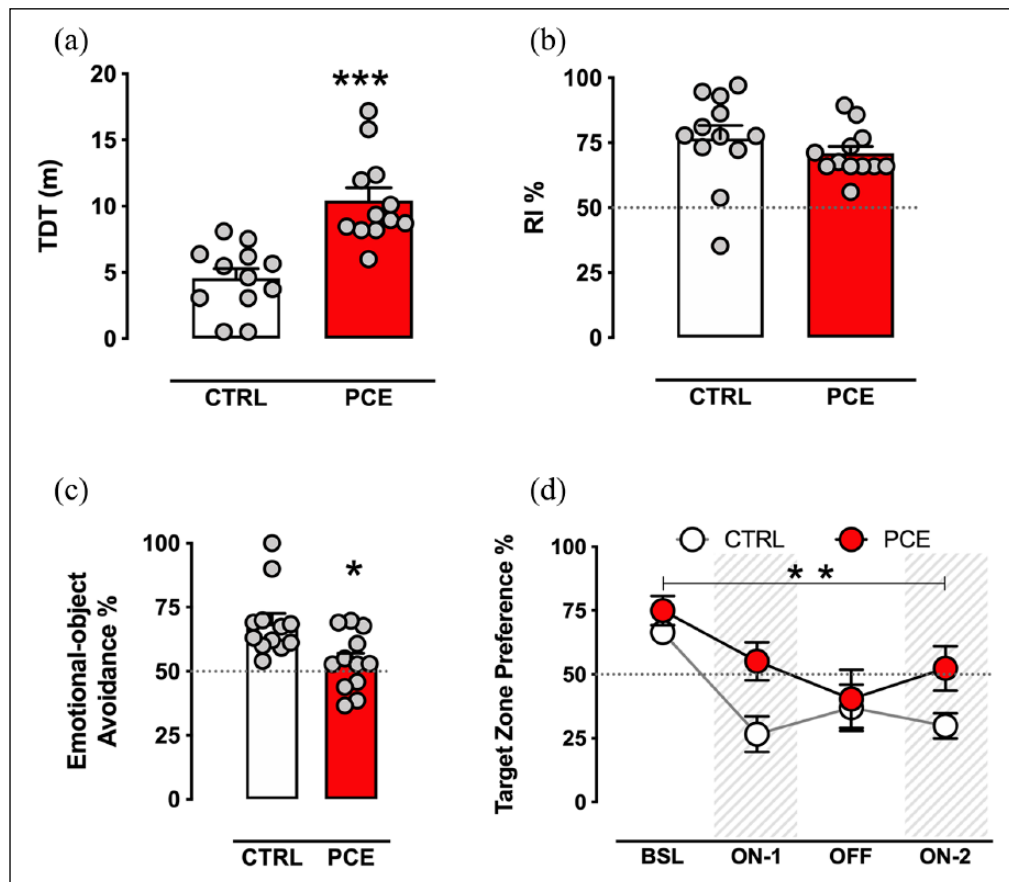 (a)
TDT (m)
20
15
10
5
0
***
CTRL PCE
(b)
RI %
100
75
50
25
0
CTRL PCE
(c)
Emotional-object
Avoidance %
100
75
50
25
0
*
CTRL PCE
(d)
Target Zone Preference %
CTRL PCE
100
75
50
25
0
* *
BSL ON-1 OFF ON-2